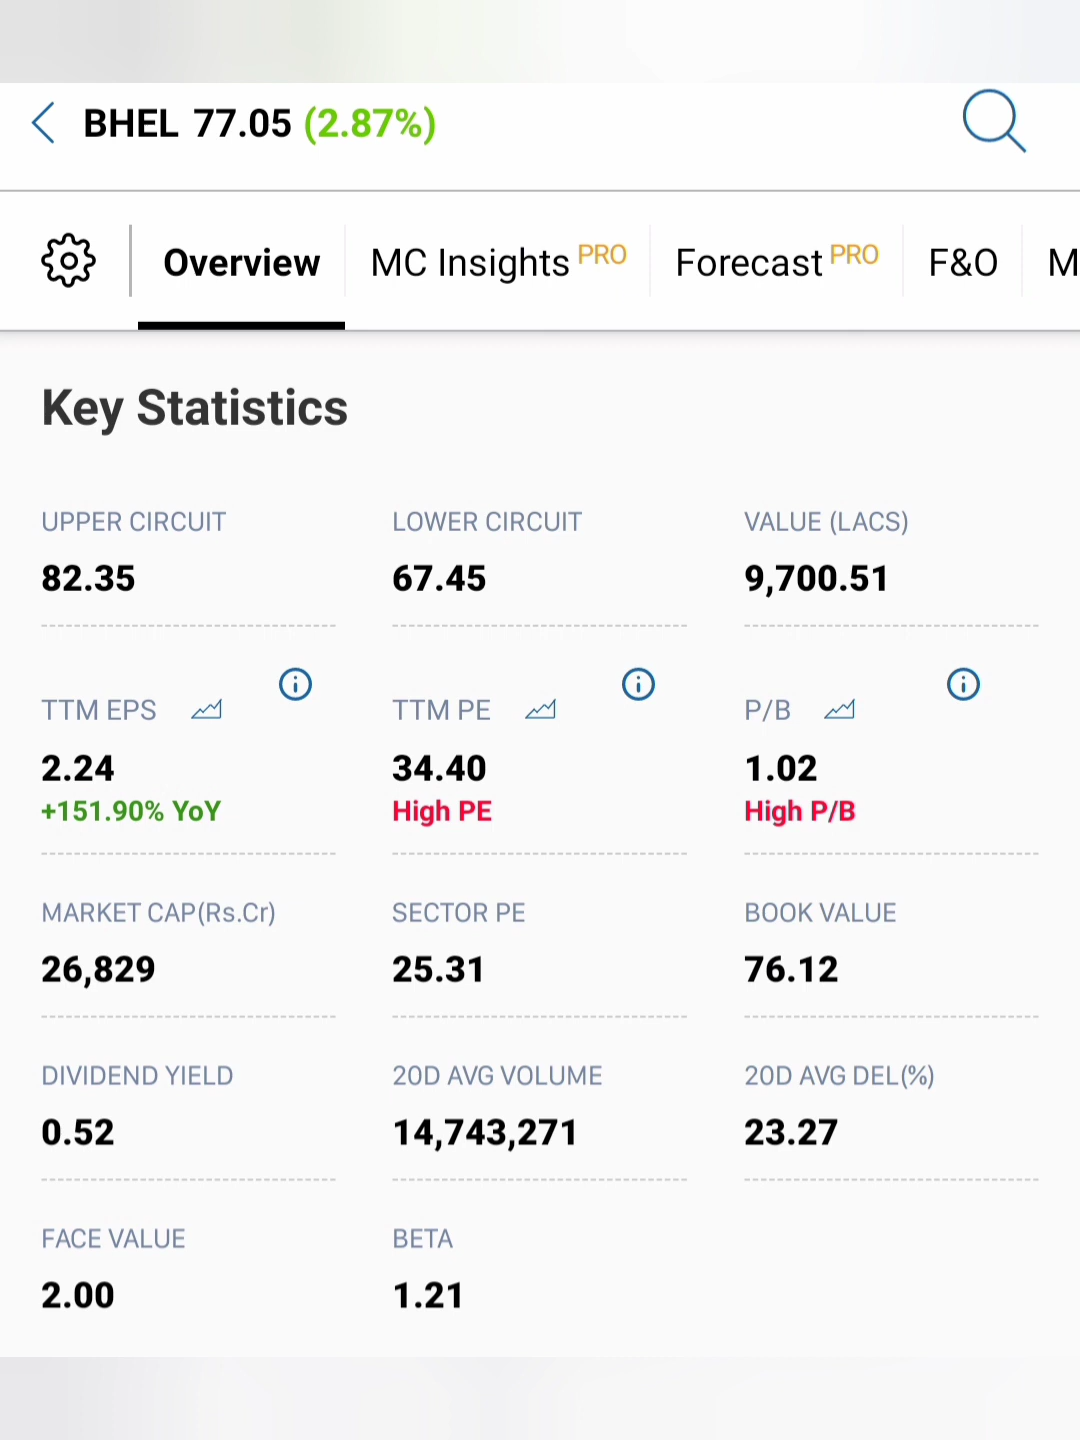 BHEL 77.05 (2.87%)
Overview MC Insights PRO Forecast PRO F&O M
Key Statistics
UPPER CIRCUIT LOWER CIRCUIT VALUE (LACS)
82.35 67.45 9,700.51
TTM EPS TTM PE P/B
2.24 34.40 1.02
+151.90% YoY High PE High P/B
MARKET CAP(Rs.Cr) SECTOR PE BOOK VALUE
26,829 25.31 76.12
DIVIDEND YIELD 20D AVG VOLUME 20D AVG DEL(%)
0.52 14,743,271 23.27
FACE VALUE BETA
2.00 1.21